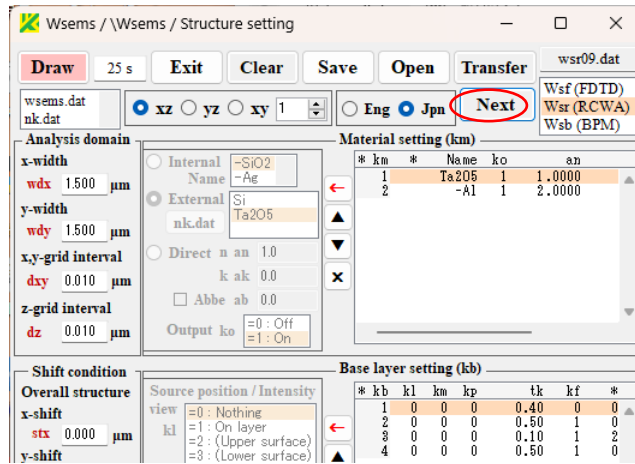 Wsems / \Wsems / Structure setting
Draw 25 s Exit Clear Save Open Transfer wsr09.dat
wsems.dat
nk.dat
xz yz xy 1
Eng Jpn
Next
Wsf (FDTD)
Wsr (RCWA)
Wsb (BPM)
Analysis domain
x-width
wdx 1.500 μm
y-width
wdy 1.500 μm
x,y-grid interval
dxy 0.010 μm
z-grid interval
dz 0.010 μm
Internal Name
-SiO2
-Ag
External
nk.dat
Si
Ta2O5
Direct n an 1.0
k ak 0.0
Abbe ab 0.0
Output ko
=0 : Off
=1 : On
Material setting (km)
* km * Name ko an
1 Ta2O5 1 1.0000
2 -Al 1 2.0000
Shift condition
Overall structure
x-shift
stx 0.000 μm
y-shift
Source position / Intensity
view
kl
=0 : Nothing
=1 : On layer
=2 : (Upper surface)
=3 : (Lower surface)
Base layer setting (kb)
* kb kl km kp tk kf *
1 0 0 0 0.40 0 0
2 0 0 0 0.50 1 0
3 0 0 0 0.10 1 2
4 0 0 0 0.50 1 0